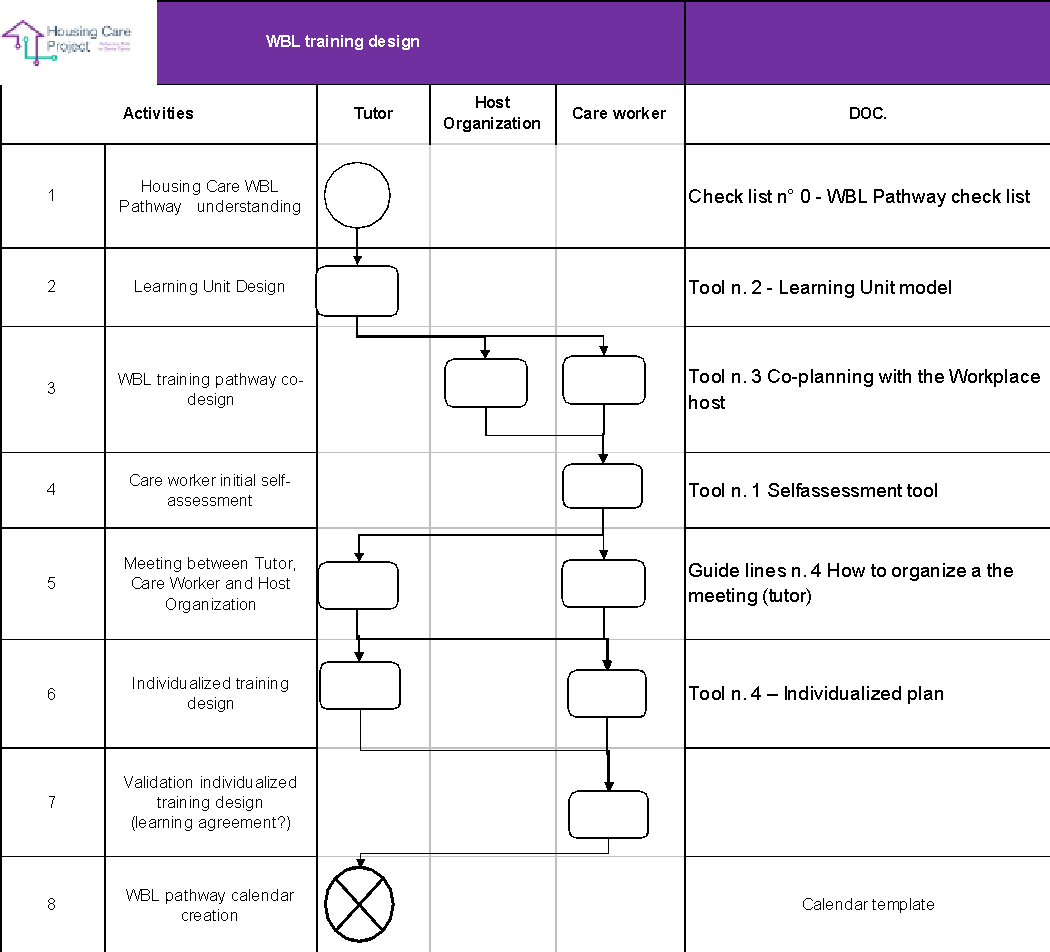 Housing Care
Project
WBL training design
Activities
Tutor
Host
Organization
Care worker
DOC.
1
Housing Care WBL
Pathway understanding
Check list n° 0 - WBL Pathway check list
2
Learning Unit Design
Tool n. 2 - Learning Unit model
3
WBL training pathway co-
design
Tool n. 3 Co-planning with the Workplace
host
4
Care worker initial self-
assessment
Tool n. 1 Selfassessment tool
5
Meeting between Tutor,
Care Worker and Host
Organization
Guide lines n. 4 How to organize a the
meeting (tutor)
6
Individualized training
design
Tool n. 4 – Individualized plan
7
Validation individualized
training design
(learning agreement?)
8
WBL pathway calendar
creation
Calendar template